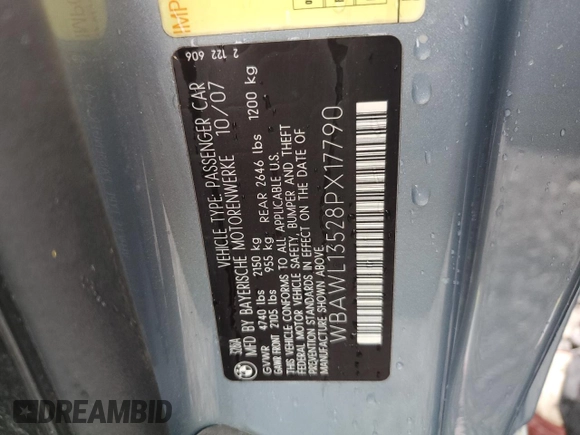 2 122 606
VEHICLE TYPE: PASSENGER CAR
MFD BY BAYERISCHE MOTORENWERKE 10/07
GVWR 4740 lbs 2150 kg
GAWR FRONT 2105 lbs 955 kg REAR 2646 lbs 1200 kg
THIS VEHICLE CONFORMS TO ALL APPLICABLE U.S.
FEDERAL MOTOR VEHICLE SAFETY, BUMPER AND THEFT
PREVENTION STANDARDS IN EFFECT ON THE DATE OF
MANUFACTURE SHOWN ABOVE.
WBAWL13528PX17790
IMP
DREAMBID